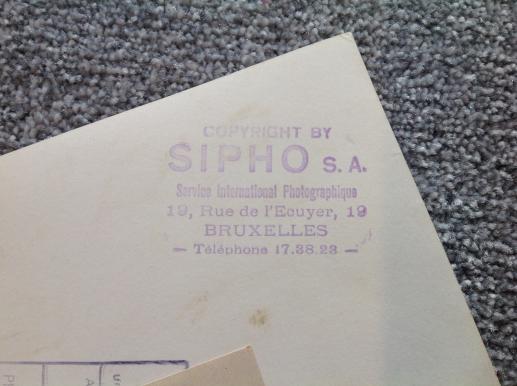 COPYRIGHT BY
SIPHO S. A.
Service International Photographique
19, Rue de l'Ecuyer, 19
BRUXELLES
— Téléphone 17.38.23 —